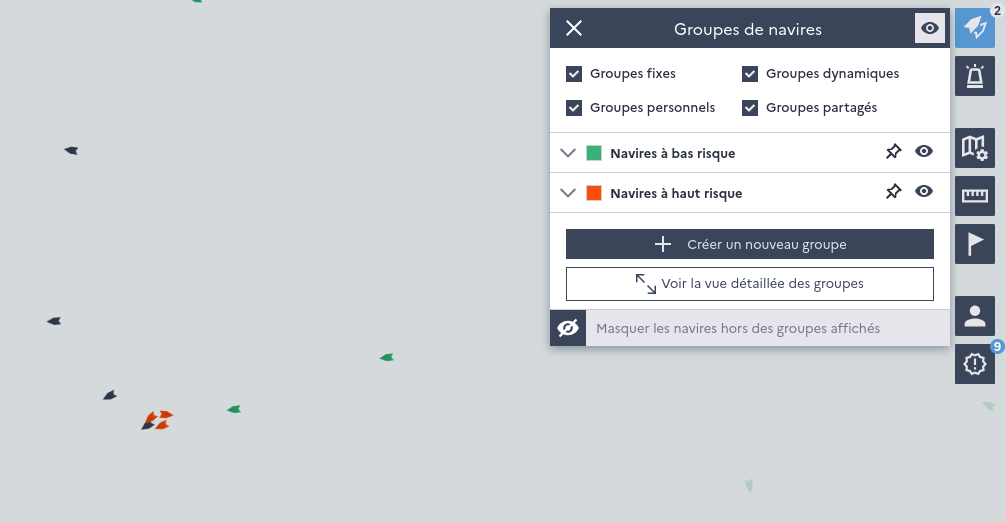 Groupes de navires
2
Groupes fixes
Groupes dynamiques
Groupes personnels
Groupes partagés
Navires à bas risque
Navires à haut risque
Créer un nouveau groupe
Voir la vue détaillée des groupes
Masquer les navires hors des groupes affichés
9